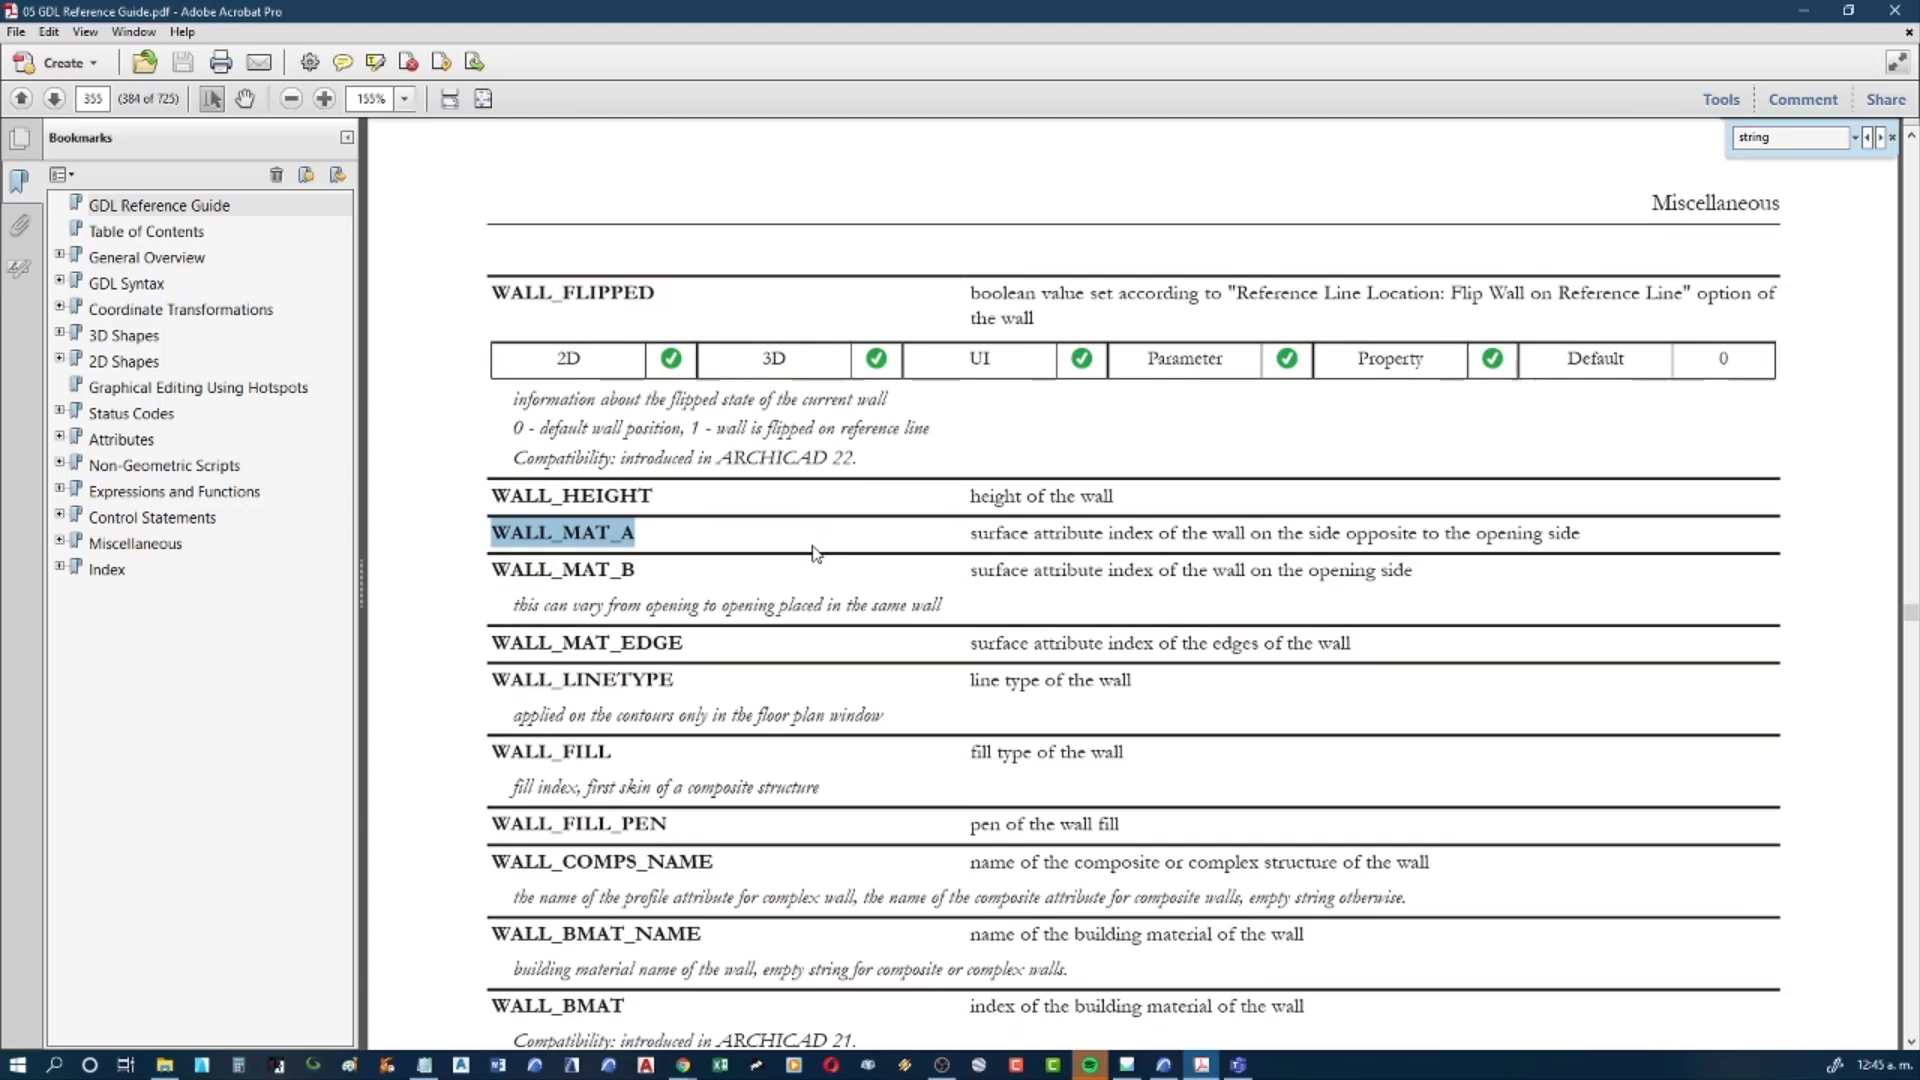 05 GDL Reference Guide.pdf - Adobe Acrobat Pro
File Edit View Window Help
Create
355 (384 of 725) 155% Tools Comment Share
Bookmarks
string
GDL Reference Guide
Table of Contents
General Overview
GDL Syntax
Coordinate Transformations
3D Shapes
2D Shapes
Graphical Editing Using Hotspots
Status Codes
Attributes
Non-Geometric Scripts
Expressions and Functions
Control Statements
Miscellaneous
Index
Miscellaneous
WALL_FLIPPED boolean value set according to "Reference Line Location: Flip Wall on Reference Line" option of
the wall
2D 3D UI Parameter Property Default 0
information about the flipped state of the current wall
0 - default wall position, 1 - wall is flipped on reference line
Compatibility: introduced in ARCHICAD 22.
WALL_HEIGHT height of the wall
WALL_MAT_A surface attribute index of the wall on the side opposite to the opening side
WALL_MAT_B surface attribute index of the wall on the opening side
this can vary from opening to opening placed in the same wall
WALL_MAT_EDGE surface attribute index of the edges of the wall
WALL_LINETYPE line type of the wall
applied on the contours only in the floor plan window
WALL_FILL fill type of the wall
fill index, first skin of a composite structure
WALL_FILL_PEN pen of the wall fill
WALL_COMPS_NAME name of the composite or complex structure of the wall
the name of the profile attribute for complex wall, the name of the composite attribute for composite walls, empty string otherwise.
WALL_BMAT_NAME name of the building material of the wall
building material name of the wall, empty string for composite or complex walls.
WALL_BMAT index of the building material of the wall
Compatibility: introduced in ARCHICAD 21.
12:45 a. m.